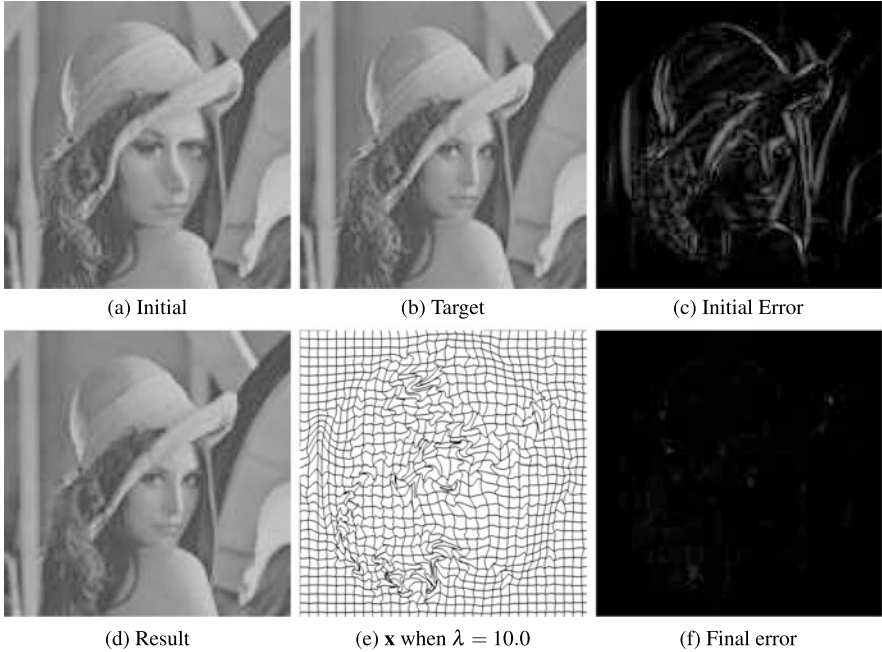 (a) Initial
(b) Target
(c) Initial Error
(d) Result
(e) x when λ = 10.0
(f) Final error